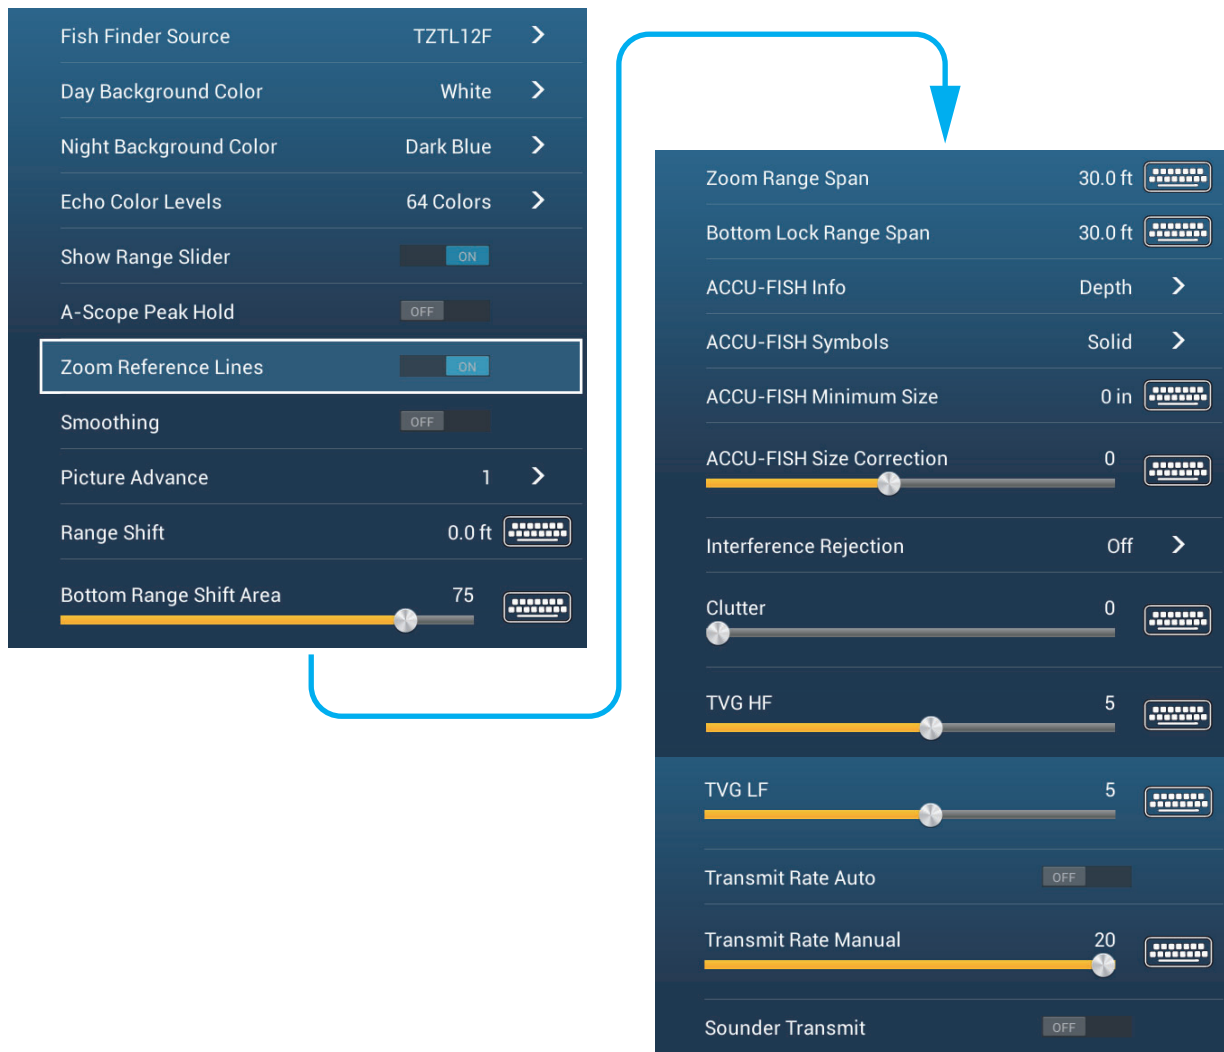 Fish Finder Source TZTL12F
Day Background Color White
Night Background Color Dark Blue
Echo Color Levels 64 Colors
Show Range Slider ON
A-Scope Peak Hold OFF
Zoom Reference Lines ON
Smoothing OFF
Picture Advance 1
Range Shift 0.0 ft
Bottom Range Shift Area 75
Zoom Range Span 30.0 ft
Bottom Lock Range Span 30.0 ft
ACCU-FISH Info Depth
ACCU-FISH Symbols Solid
ACCU-FISH Minimum Size 0 in
ACCU-FISH Size Correction 0
Interference Rejection Off
Clutter 0
TVG HF 5
TVG LF 5
Transmit Rate Auto OFF
Transmit Rate Manual 20
Sounder Transmit OFF